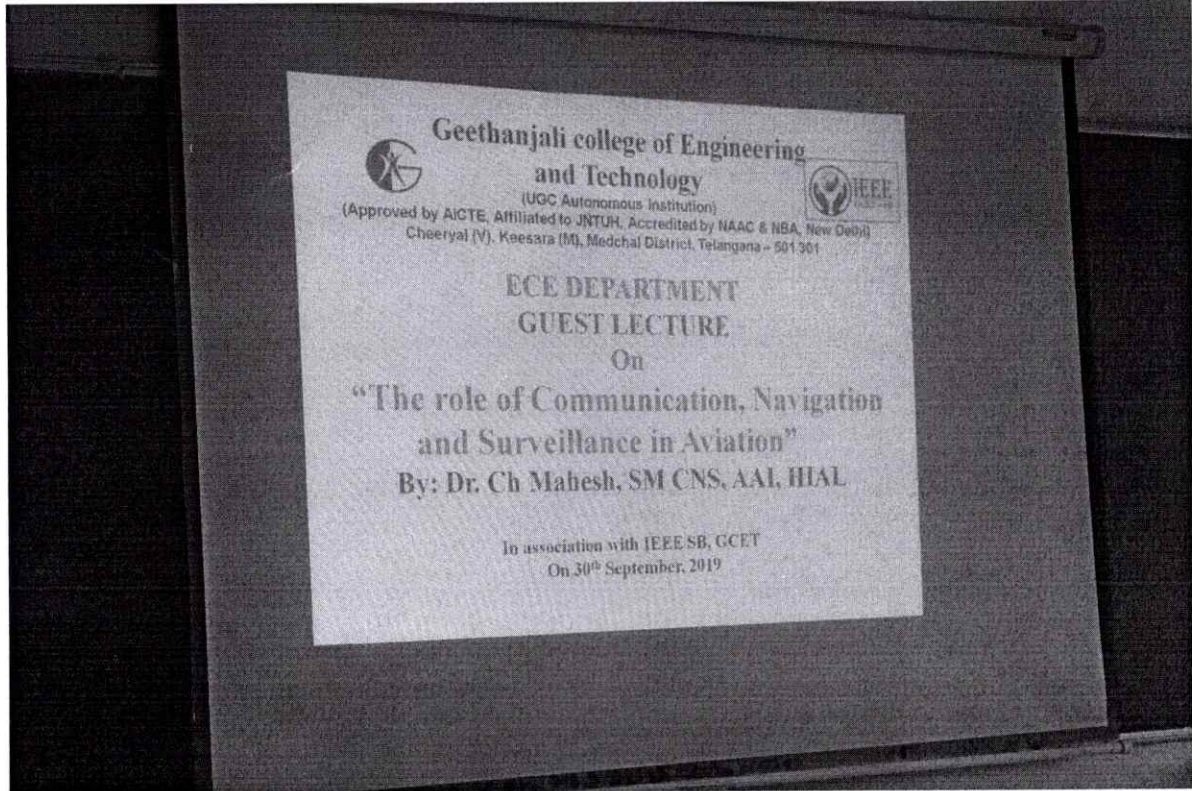 Geethanjali college of Engineering
and Technology
(UGC Autonomous Institution)
(Approved by AICTE, Affiliated to JNTUH, Accredited by NAAC & NBA, New Delhi)
Cheeryal (V), Keesara (M), Medchal District, Telangana – 501 301
IEEE
ECE DEPARTMENT
GUEST LECTURE
On
“The role of Communication, Navigation
and Surveillance in Aviation”
By: Dr. Ch Mahesh, SM CNS, AAI, HIAL
In association with IEEE SB, GCET
On 30th September, 2019